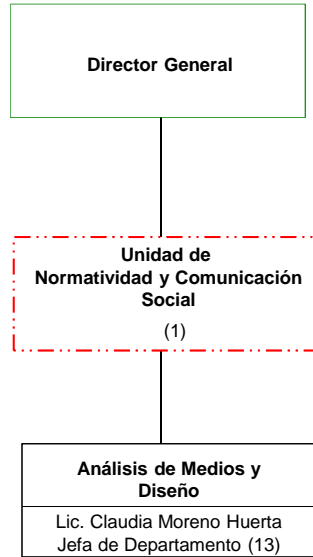 Director General
Unidad de
Normatividad y Comunicación
Social
(1)
Análisis de Medios y
Diseño
Lic. Claudia Moreno Huerta
Jefa de Departamento (13)